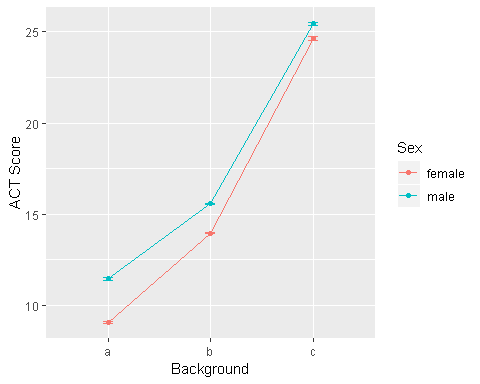 25
20
15
10
ACT Score
a b c
Background
Sex
female
male